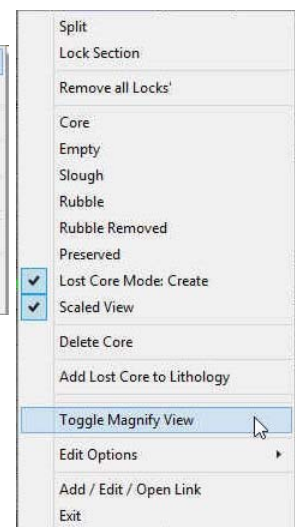 Split
Lock Section
Remove all Locks'
Core
Empty
Slough
Rubble
Rubble Removed
Preserved
Lost Core Mode: Create
Scaled View
Delete Core
Add Lost Core to Lithology
Toggle Magnify View
Edit Options
Add / Edit / Open Link
Exit